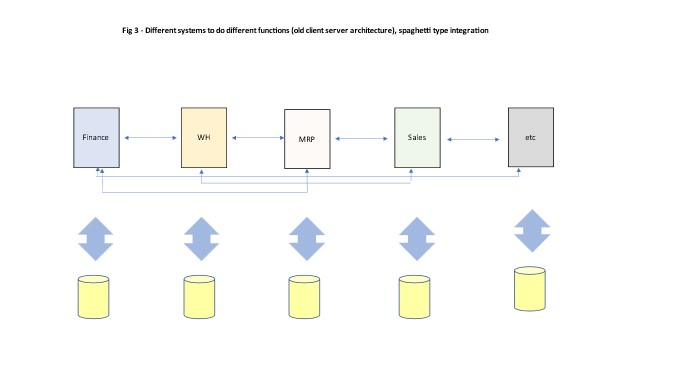 Fig 3 - Different systems to do different functions (old client server architecture), spaghetti type integration
Finance
WH
MRP
Sales
etc